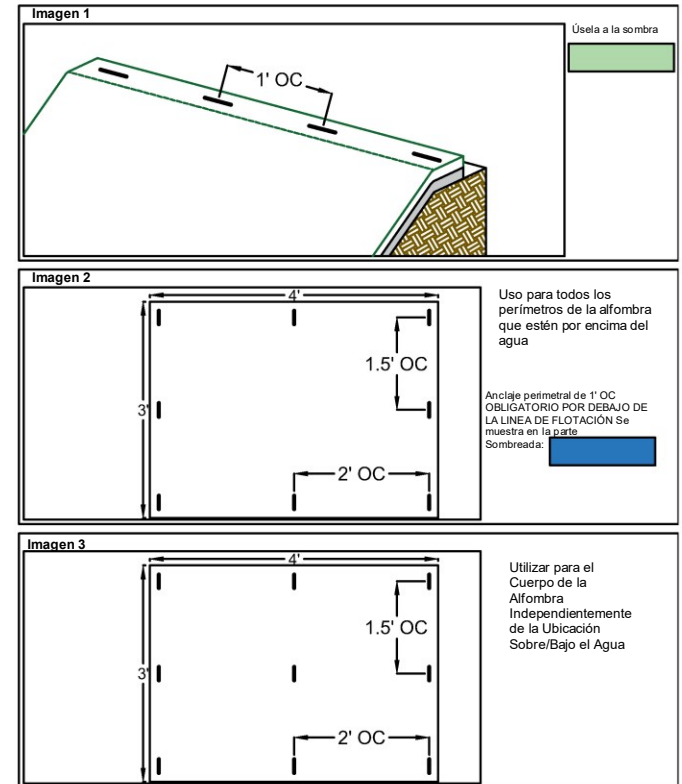 Imagen 1
Úsela a la sombra
1' OC
Imagen 2
4'
Uso para todos los
perímetros de la alfombra
que estén por encima del
agua
1.5' OC
3'
Anclaje perimetral de 1' OC
OBLIGATORIO POR DEBAJO DE
LA LINEA DE FLOTACIÓN Se
muestra en la parte
Sombreada:
2' OC
Imagen 3
4'
Utilizar para el
Cuerpo de la
Alfombra
Independientemente
de la Ubicación
Sobre/Bajo el Agua
1.5' OC
3'
2' OC